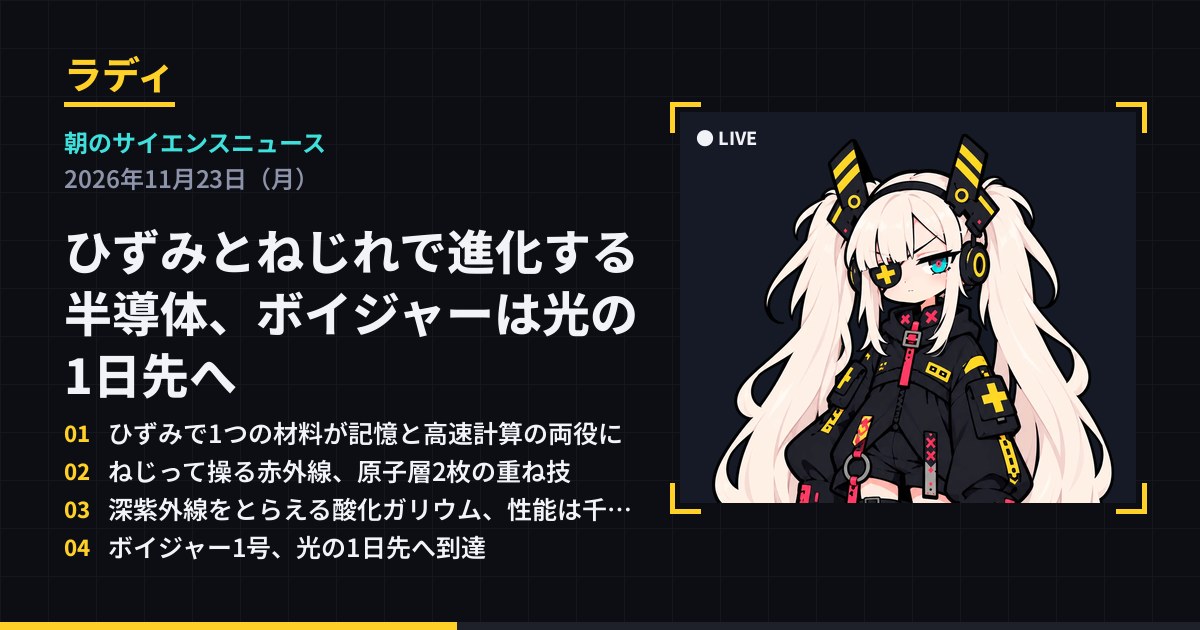 ラディ
朝のサイエンスニュース
2026年11月23日（月）
ひずみとねじれで進化する
半導体、ボイジャーは光の
1日先へ
01 ひずみで1つの材料が記憶と高速計算の両役に
02 ねじって操る赤外線、原子層2枚の重ね技
03 深紫外線をとらえる酸化ガリウム、性能は千…
04 ボイジャー1号、光の1日先へ到達
LIVE